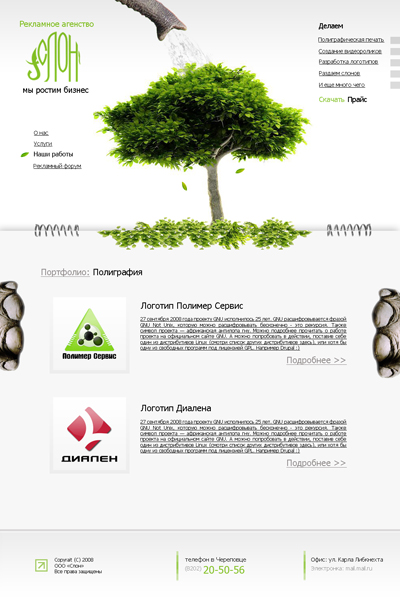 Рекламное агенство
Слон
мы ростим бизнес
Делаем
Полиграфическая печать
Создание видеороликов
Разработка логотипов
Раздаем слонов
И еще много чего
Скачать Прайс
О нас
Услуги
Наши работы
Рекламный форум
Портфолио: Полиграфия
Полимер Сервис
Логотип Полимер Сервис
27 сентября 2008 года проекту GNU исполнилось 25 лет. GNU расшифровывается фразой
GNU Not Unix, которую можно расшифровывать бесконечно - это рекурсия. Также
символ проекта — африканская антилопа гну. Можно подробнее прочитать о работе
проекта на официальном сайте GNU. А можно попробовать в действии, поставив себе
один из дистрибутивов Linux (смотри список других дистрибутивов здесь), или хотя бы
одну из свободных программ под лицензией GPL. Например Drupal :)
Подробнее >>
ДИАЛЕН
Логотип Диалена
27 сентября 2008 года проекту GNU исполнилось 25 лет. GNU расшифровывается фразой
GNU Not Unix, которую можно расшифровывать бесконечно - это рекурсия. Также
символ проекта — африканская антилопа гну. Можно подробнее прочитать о работе
проекта на официальном сайте GNU. А можно попробовать в действии, поставив себе
один из дистрибутивов Linux (смотри список других дистрибутивов здесь), или хотя бы
одну из свободных программ под лицензией GPL. Например Drupal :)
Подробнее >>
Copyrait (C) 2008
ООО «Слон»
Все права защищены
телефон в Череповце
(8202) 20-50-56
Офис: ул. Карла Либкнехта
Электронка: mail.mail.ru